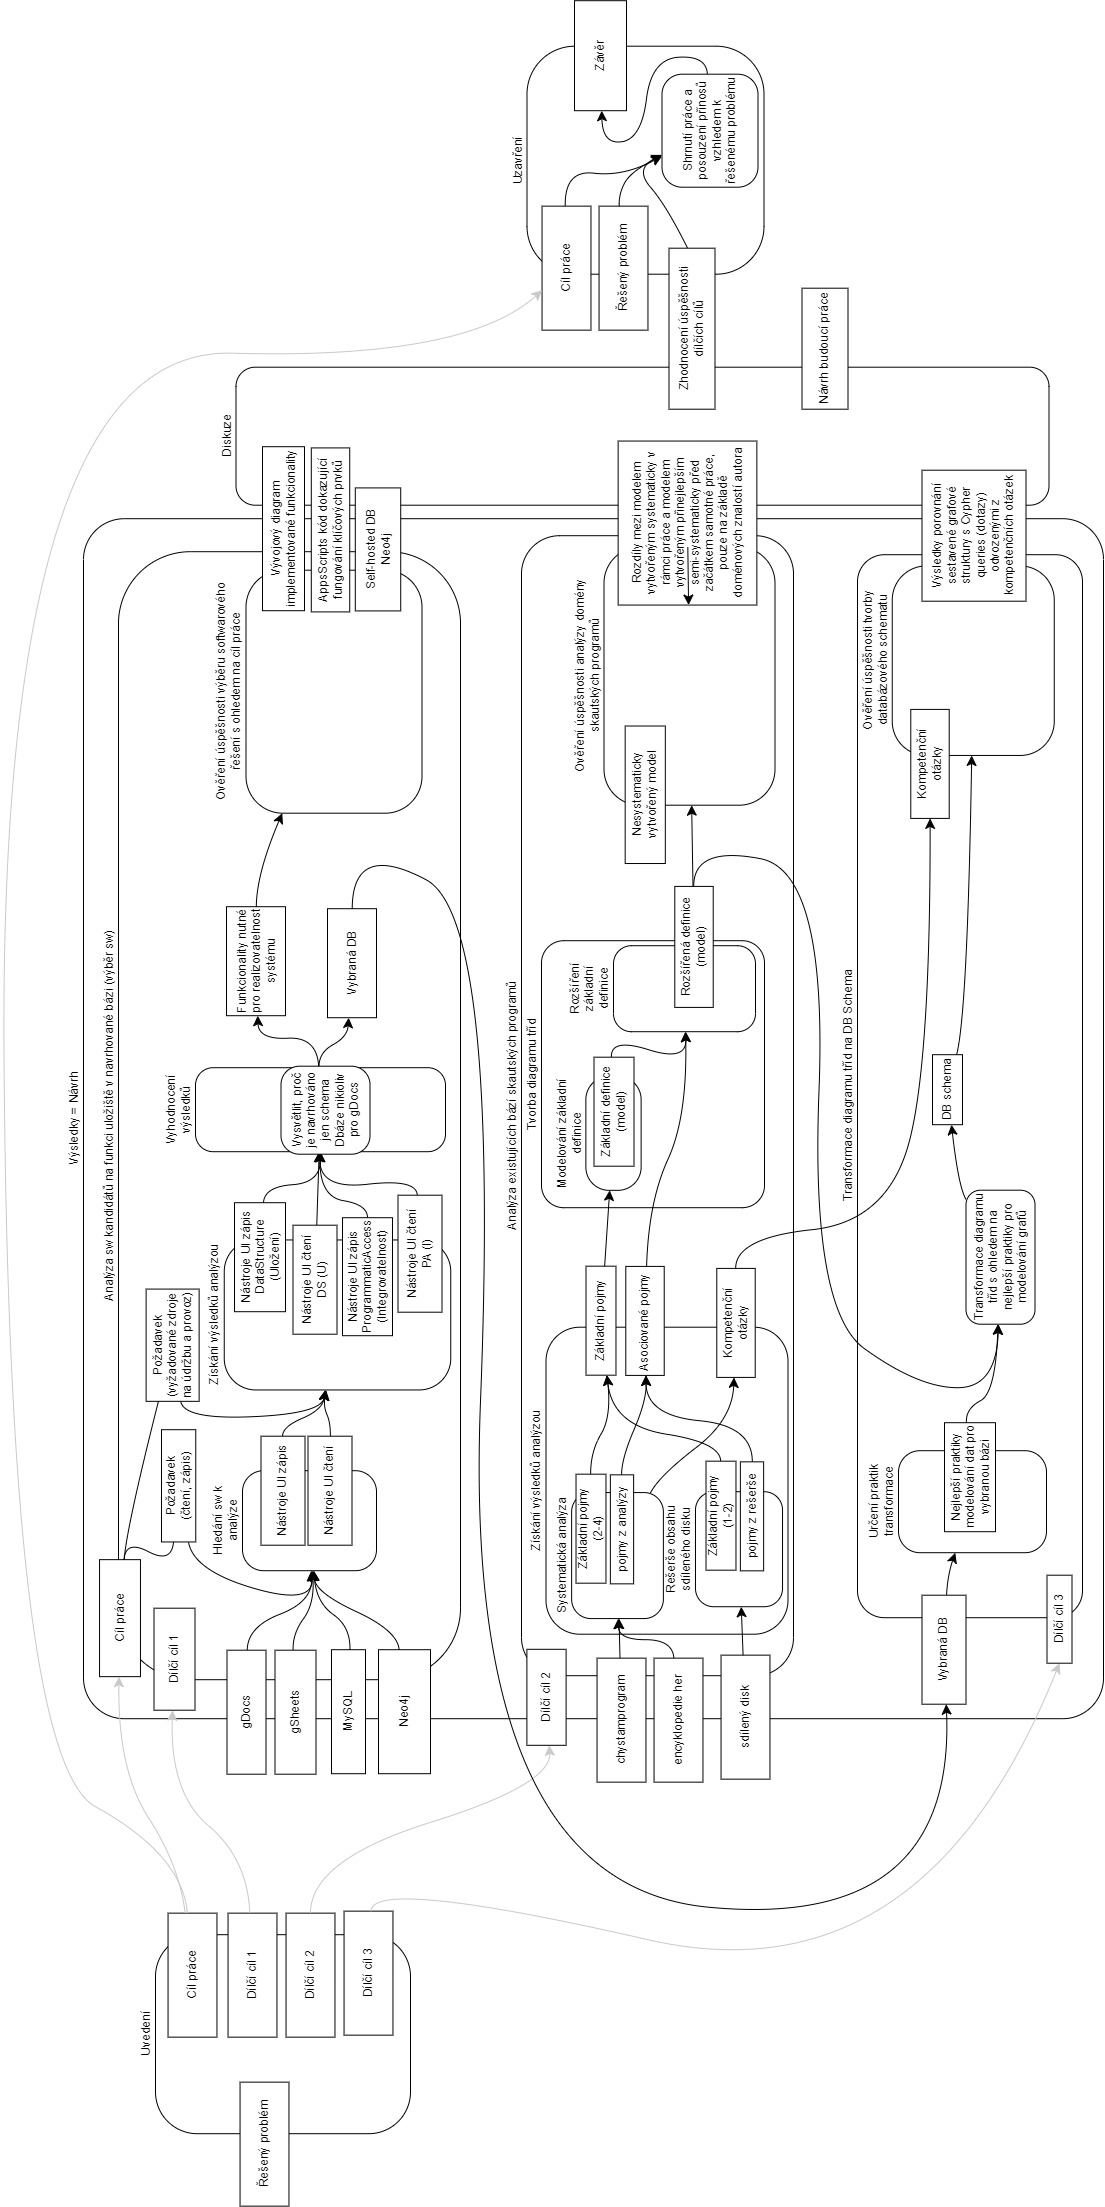 Uvedení
Řešený problém
Cíl práce
Dílčí cíl 1
Dílčí cíl 2
Dílčí cíl 3
Výsledky = Návrh
Analýza sw kandidátů na funkci uložiště v navrhované bázi (výběr sw)
Cíl práce
Dílčí cíl 1
gDocs
gSheets
MySQL
Neo4j
Požadavek
(čtení, zápis)
Požadavek
(vyžadované zdroje
na údržbu a provoz)
Hledání sw k
analýze
Nástroje UI zápis
Nástroje UI čtení
Získání výsledků analýzou
Nástroje UI zápis
DataStructure
(Uložení)
Nástroje UI čtení
DS (U)
Nástroje UI zápis
ProgrammaticAccess
(Integrovatelnost)
Nástroje UI čtení
PA (I)
Vyhodnocení
výsledků
Vysvětlit, proč
je navrhováno
jen schema
Dbáze nikoliv
pro gDocs
Funkcionality nutné
pro realizovatelnost
systému
Vybraná DB
Ověření úspěšnosti výběru softwarového
řešení s ohledem na cíl práce
Vývojový diagram
implementované funkcionality
AppsScripts kód dokazující
fungování klíčových prvků
Self-hosted DB
Neo4j
Analýza existujících bází skautských programů
Dílčí cíl 2
chystamprogram
encyklopedie her
sdílený disk
Získání výsledků analýzou
Systematická analýza
Základní pojmy
(2-4)
pojmy z analýzy
Rešerše obsahu
sdíleného disku
Základní pojmy
(1-2)
pojmy z rešerše
Základní pojmy
Asociované pojmy
Kompetenční
otázky
Tvorba diagramu tříd
Modelování základní
definice
Základní definice
(model)
Rozšíření
základní
definice
Rozšířená definice
(model)
Ověření úspěšnosti analýzy domény
skautských programů
Nesystematicky
vytvořený model
Rozdíly mezi modelem
vytvořeným systematicky v
rámci práce a modelem
vytvořeným přinejlepším
semi-systematicky před
začátkem samotné práce,
pouze na základě
doménových znalostí autora
Transformace diagramu tříd na DB Schema
Vybraná DB
Dílčí cíl 3
Určení praktik
transformace
Nejlepší praktiky
modelování dat pro
vybranou bázi
Transformace diagramu
tříd s ohledem na
nejlepší praktiky pro
modelování grafů
DB schema
Ověření úspěšnosti tvorby
databázového schematu
Kompetenční
otázky
Výsledky porovnání
sestavené grafové
struktury s Cypher
queries (dotazy)
odvozenými z
kompetenčních otázek
Diskuze
Zhodnocení úspěšnosti
dílčích cílů
Návrh budoucí práce
Uzavření
Cíl práce
Řešený problém
Shrnutí práce a
posouzení přínosů
vzhledem k
řešenému problému
Závěr